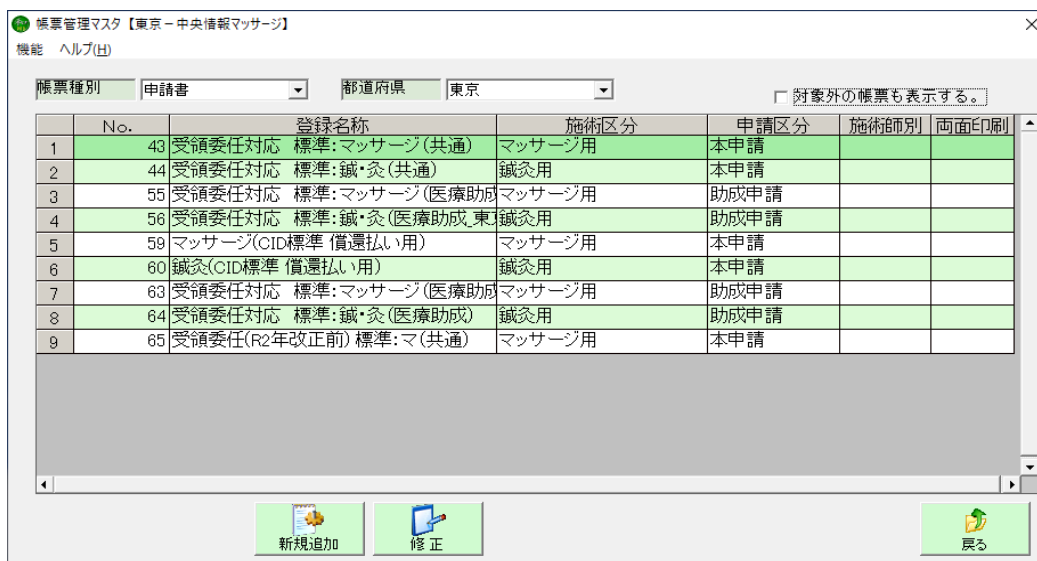 帳票管理マスタ【東京－中央情報マッサージ】
機能 ヘルプ(H)
帳票種別 申請書 都道府県 東京 対象外の帳票も表示する。
No. 登録名称 施術区分 申請区分 施術師別 両面印刷
1 43 受領委任対応 標準:マッサージ(共通) マッサージ用 本申請
2 44 受領委任対応 標準:鍼・灸(共通) 鍼灸用 本申請
3 55 受領委任対応 標準:マッサージ(医療助成 マッサージ用 助成申請
4 56 受領委任対応 標準:鍼・灸(医療助成_東 鍼灸用 助成申請
5 59 マッサージ(CID標準 償還払い用) マッサージ用 本申請
6 60 鍼灸(CID標準 償還払い用) 鍼灸用 本申請
7 63 受領委任対応 標準:マッサージ(医療助成 マッサージ用 助成申請
8 64 受領委任対応 標準:鍼・灸(医療助成) 鍼灸用 助成申請
9 65 受領委任(R2年改正前) 標準:マ(共通) マッサージ用 本申請
新規追加 修正 戻る